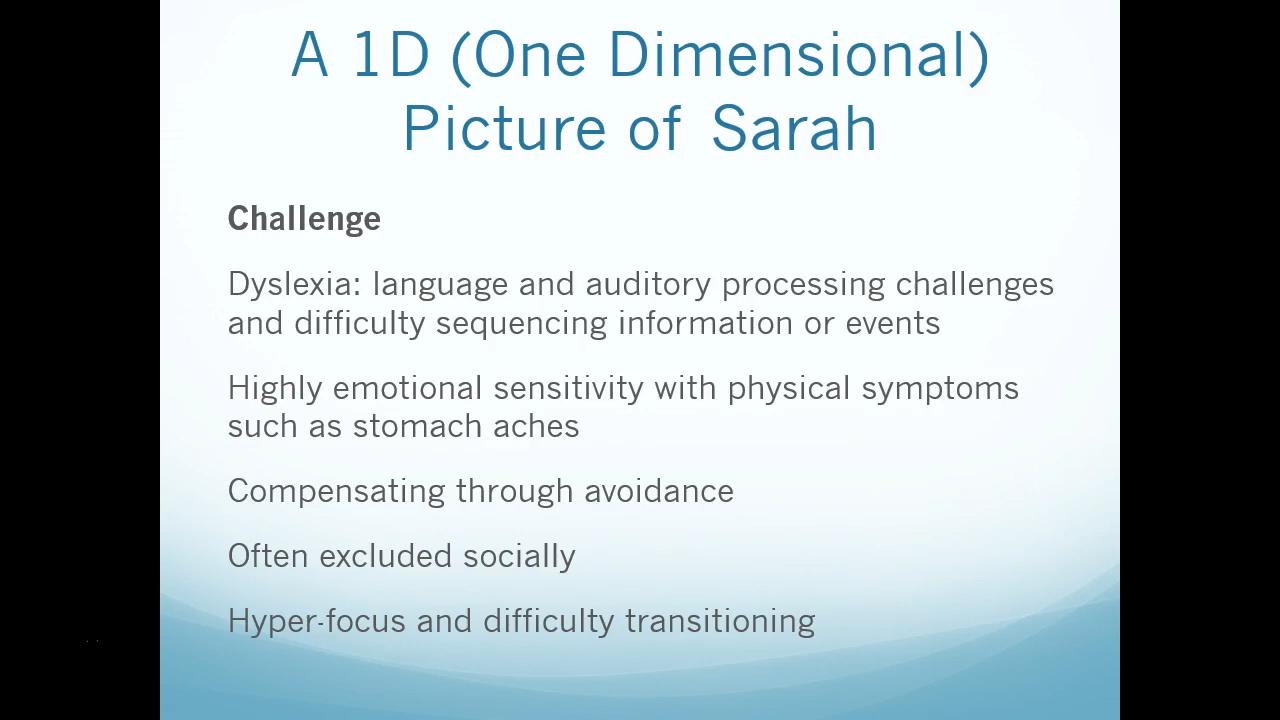 A 1D (One Dimensional)
Picture of Sarah
Challenge
Dyslexia: language and auditory processing challenges
and difficulty sequencing information or events
Highly emotional sensitivity with physical symptoms
such as stomach aches
Compensating through avoidance
Often excluded socially
Hyper-focus and difficulty transitioning